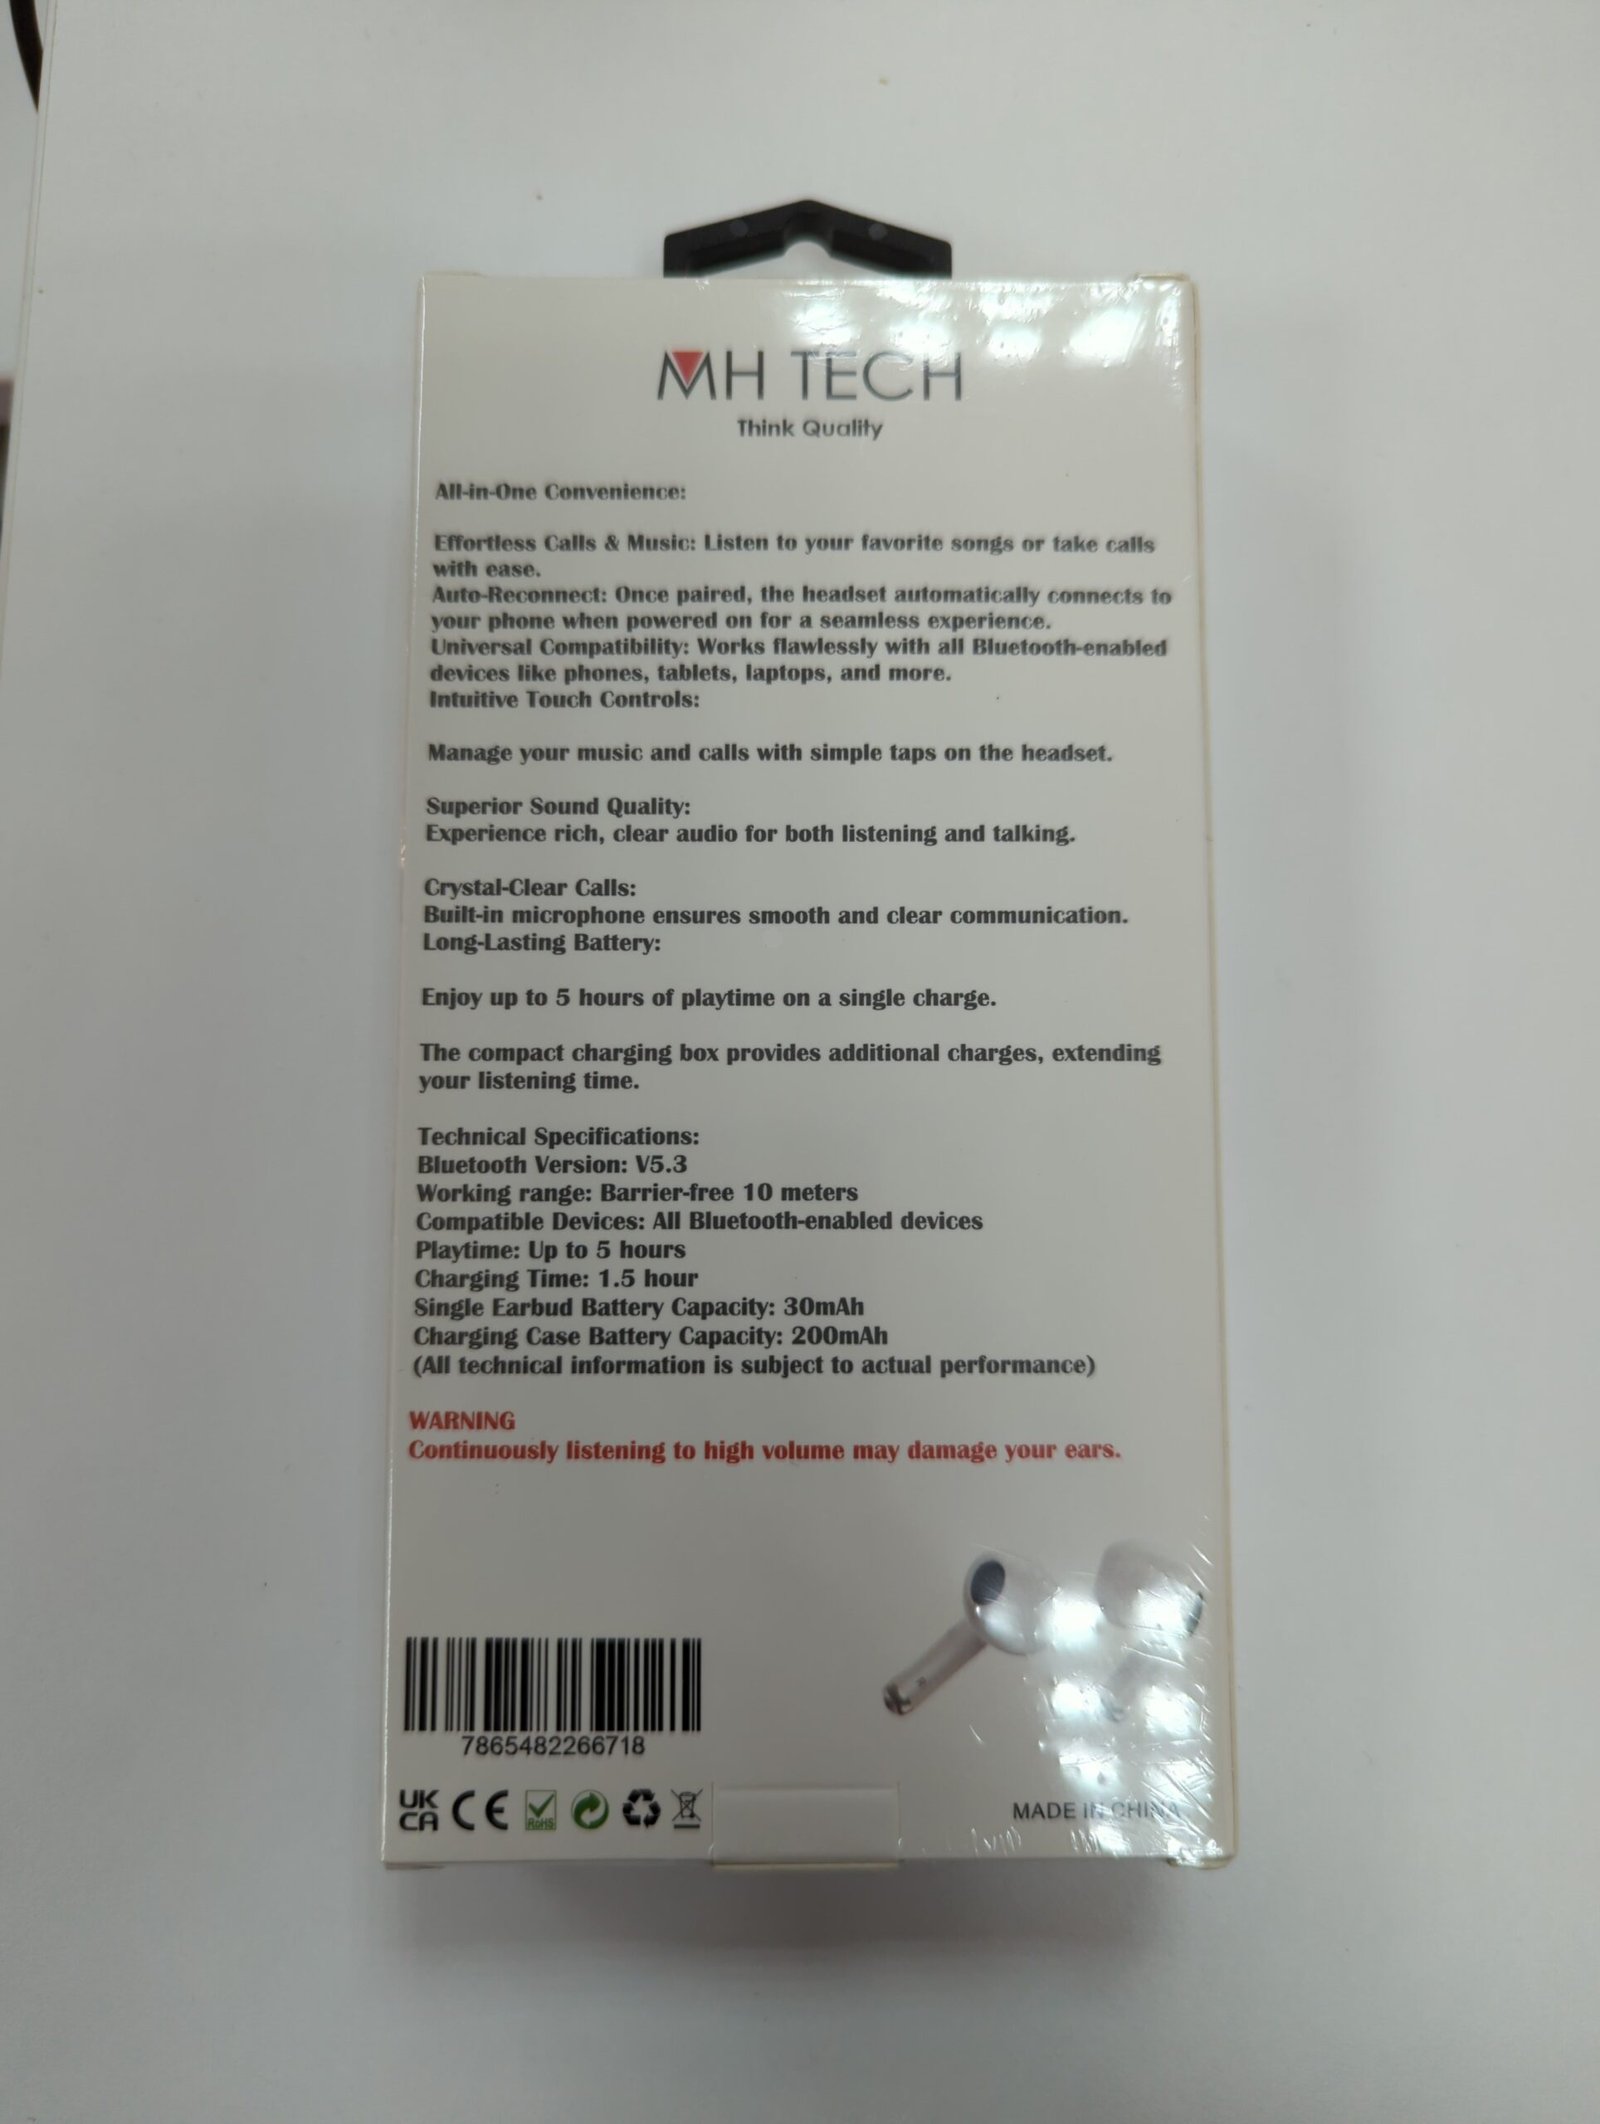 MH TECH
Think Quality
All-in-One Convenience:
Effortless Calls & Music: Listen to your favorite songs or take calls
with ease.
Auto-Reconnect: Once paired, the headset automatically connects to
your phone when powered on for a seamless experience.
Universal Compatibility: Works flawlessly with all Bluetooth-enabled
devices like phones, tablets, laptops, and more.
Intuitive Touch Controls:
Manage your music and calls with simple taps on the headset.
Superior Sound Quality:
Experience rich, clear audio for both listening and talking.
Crystal-Clear Calls:
Built-in microphone ensures smooth and clear communication.
Long-Lasting Battery:
Enjoy up to 5 hours of playtime on a single charge.
The compact charging box provides additional charges, extending
your listening time.
Technical Specifications:
Bluetooth Version: V5.3
Working range: Barrier-free 10 meters
Compatible Devices: All Bluetooth-enabled devices
Playtime: Up to 5 hours
Charging Time: 1.5 hour
Single Earbud Battery Capacity: 30mAh
Charging Case Battery Capacity: 200mAh
(All technical information is subject to actual performance)
WARNING
Continuously listening to high volume may damage your ears.
R
7865482266718
UK
CA CE RoHS
MADE IN CHINA